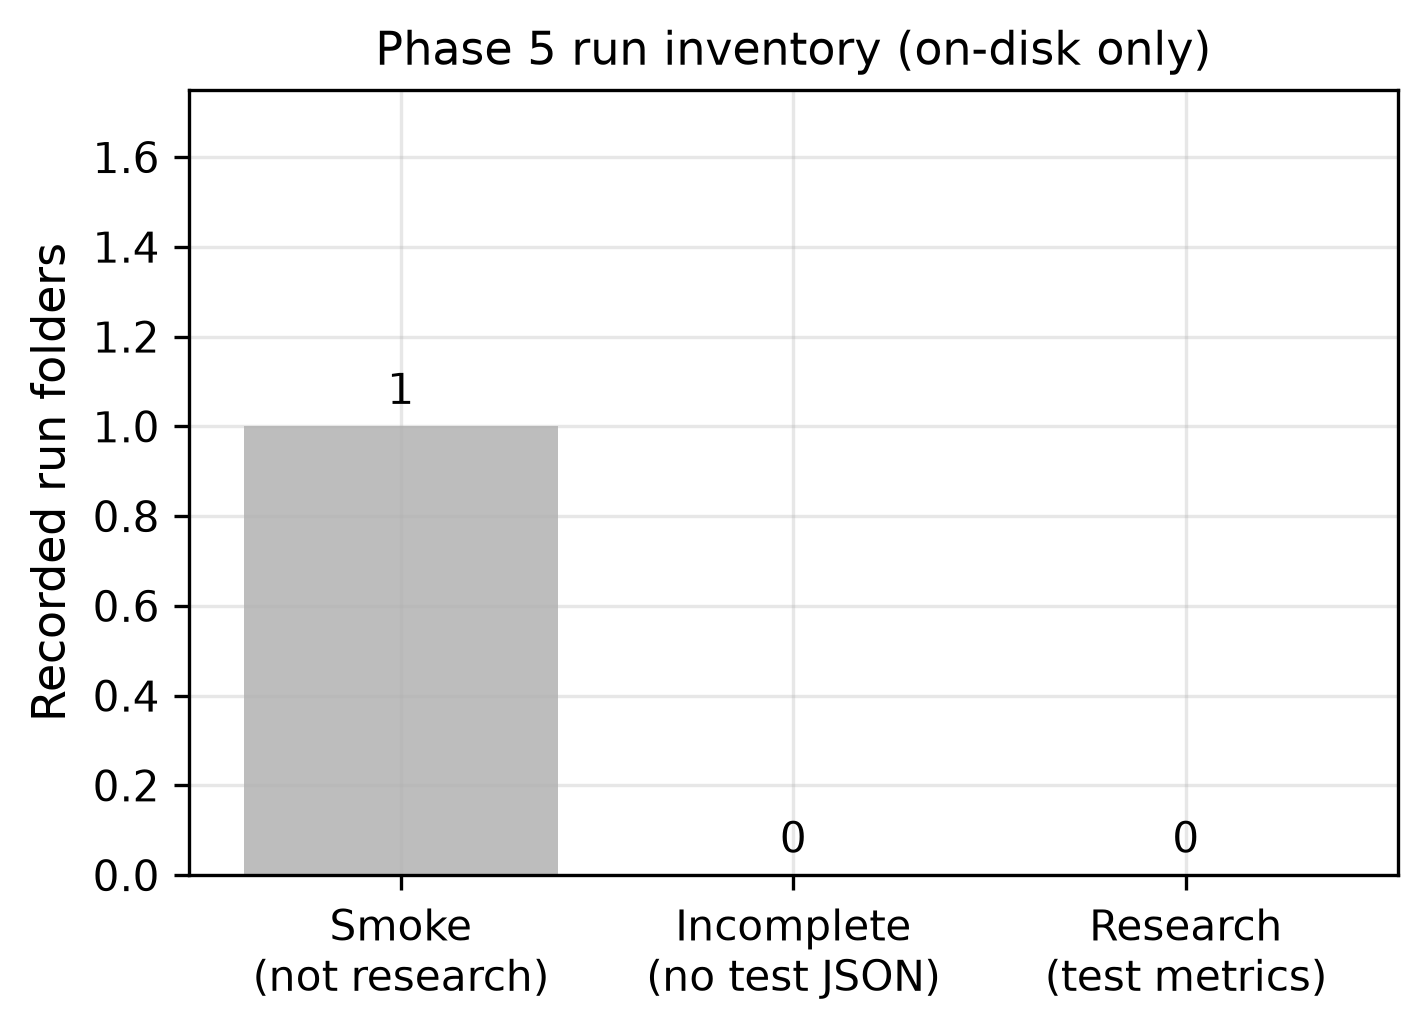 Phase 5 run inventory (on-disk only)
Recorded run folders
1.6
1.4
1.2
1.0
0.8
0.6
0.4
0.2
0.0
1
0
0
Smoke
(not research)
Incomplete
(no test JSON)
Research
(test metrics)